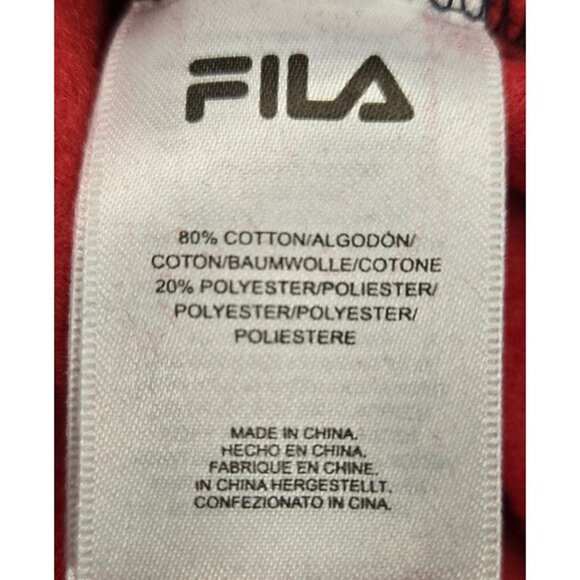 FILA
80% COTTON/ALGODÓN/
COTON/BAUMWOLLE/COTONE
20% POLYESTER/POLIESTER/
POLYESTER/POLYESTER/
POLIESTERE
MADE IN CHINA.
HECHO EN CHINA.
FABRIQUE EN CHINE.
IN CHINA HERGESTELLT.
CONFEZIONATO IN CINA.